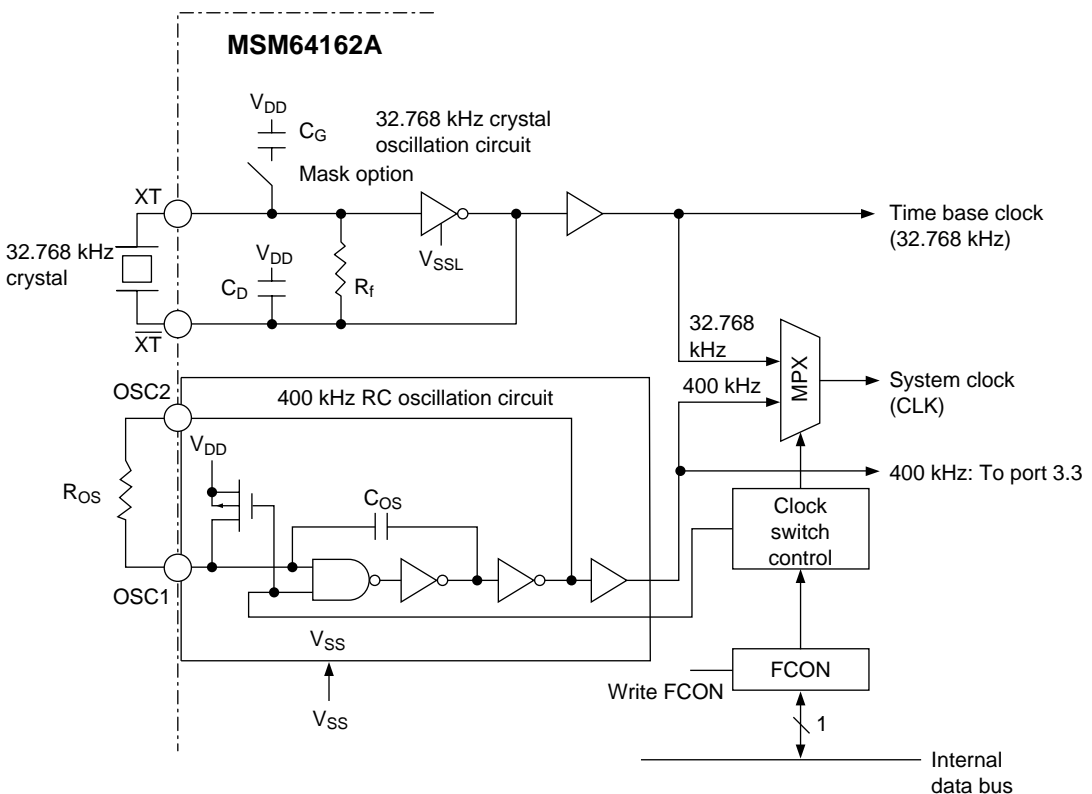 MSM64162A
VDD
CG
32.768 kHz crystal
oscillation circuit
Mask option
XT
Time base clock
(32.768 kHz)
32.768 kHz
crystal
VDD
CD
Rf
VSSL
X̅T̅
32.768
kHz
400 kHz
MPX
System clock
(CLK)
OSC2
400 kHz RC oscillation circuit
VDD
ROS
COS
400 kHz: To port 3.3
Clock
switch
control
OSC1
VSS
VSS
FCON
Write FCON
1
Internal
data bus